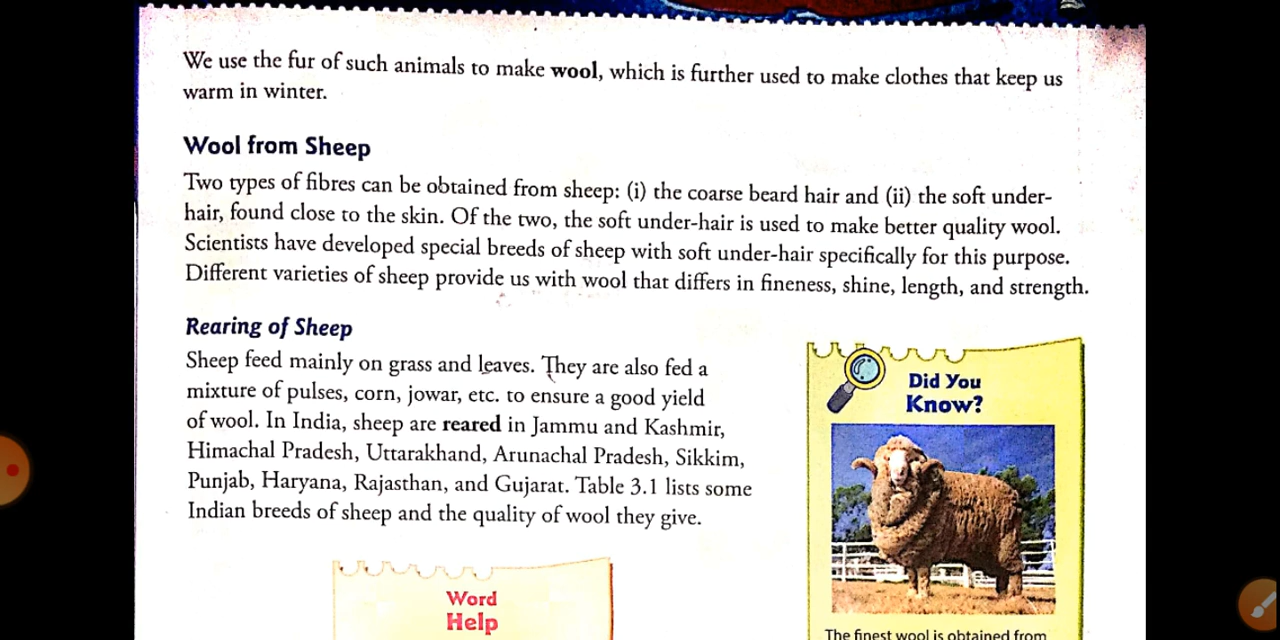 We use the fur of such animals to make wool, which is further used to make clothes that keep us
warm in winter.
Wool from Sheep
Two types of fibres can be obtained from sheep: (i) the coarse beard hair and (ii) the soft under-
hair, found close to the skin. Of the two, the soft under-hair is used to make better quality wool.
Scientists have developed special breeds of sheep with soft under-hair specifically for this purpose.
Different varieties of sheep provide us with wool that differs in fineness, shine, length, and strength.
Rearing of Sheep
Sheep feed mainly on grass and leaves. They are also fed a
mixture of pulses, corn, jowar, etc. to ensure a good yield
of wool. In India, sheep are reared in Jammu and Kashmir,
Himachal Pradesh, Uttarakhand, Arunachal Pradesh, Sikkim,
Punjab, Haryana, Rajasthan, and Gujarat. Table 3.1 lists some
Indian breeds of sheep and the quality of wool they give.
Word
Help
Did You
Know?
The finest wool is obtained from